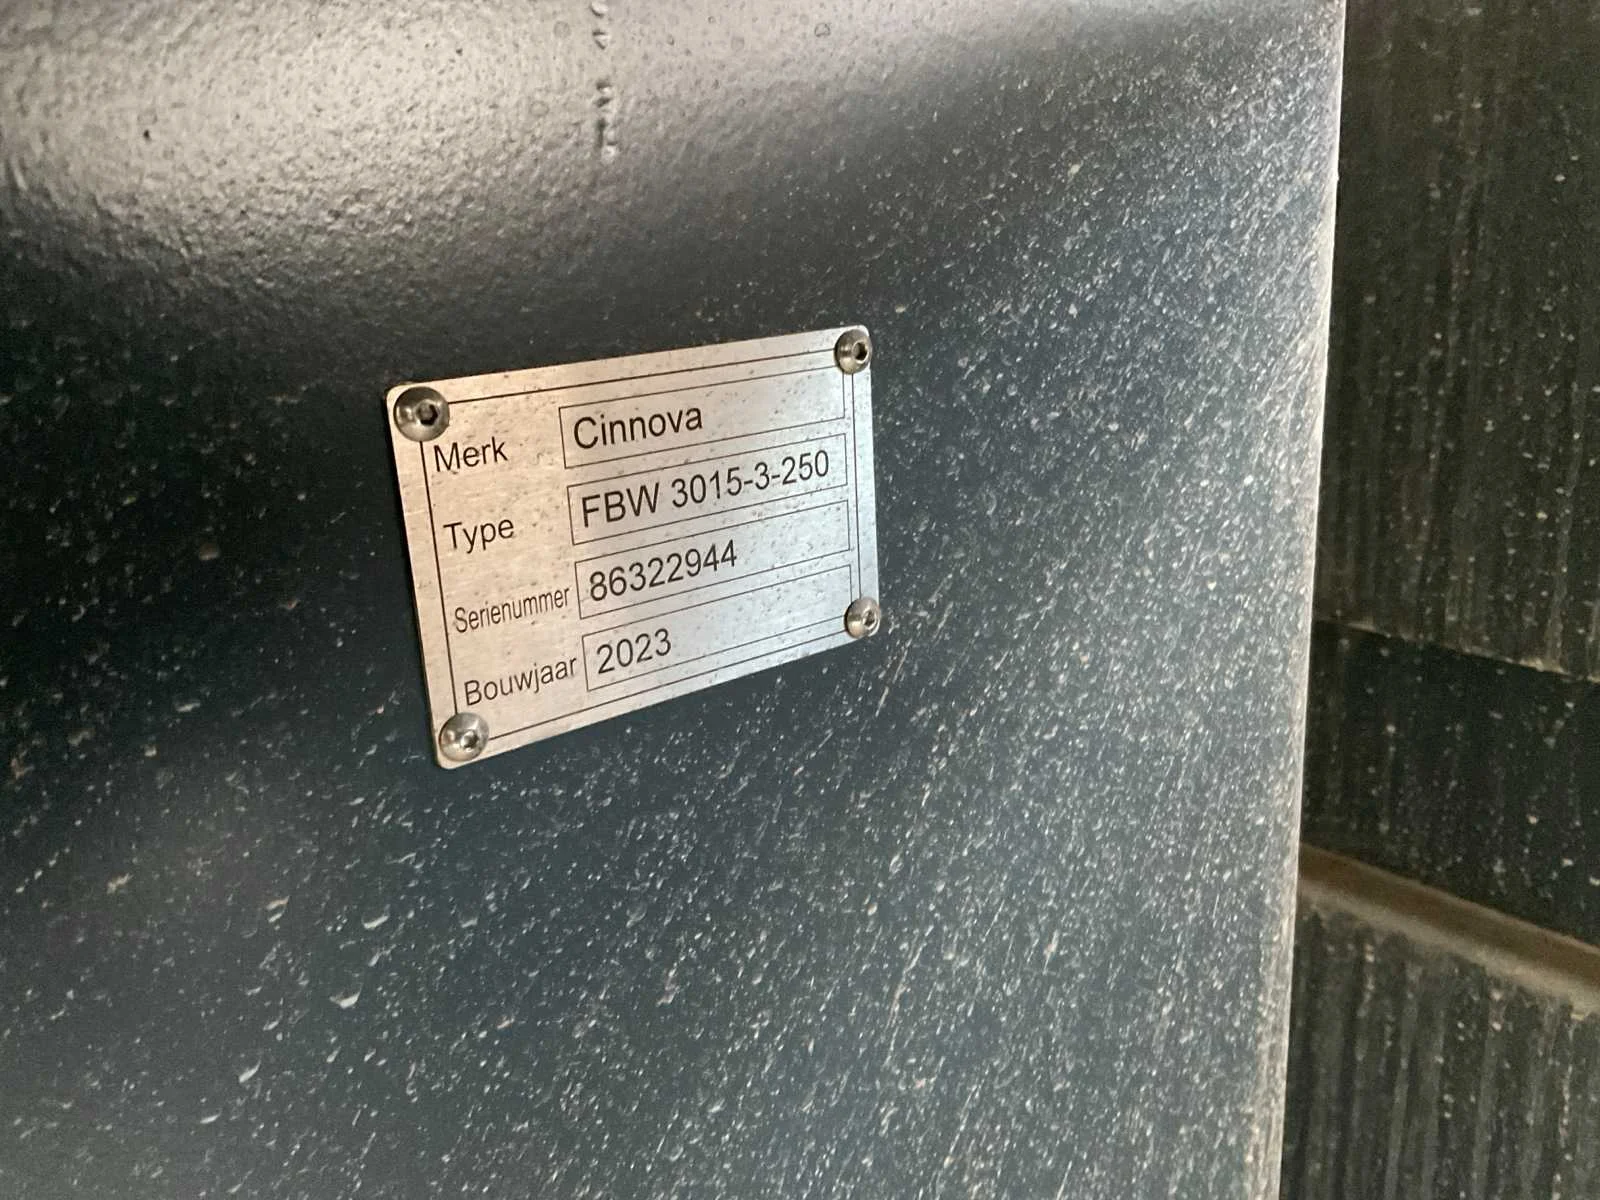 Merk Cinnova
Type FBW 3015-3-250
Serienummer 86322944
Bouwjaar 2023